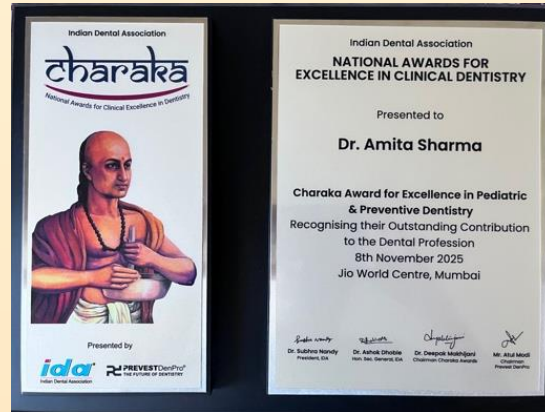 Indian Dental Association
charaka
National Awards for Clinical Excellence in Dentistry
Presented by
ida
Indian Dental Association
PREVESTDenPro®
THE FUTURE OF DENTISTRY
Indian Dental Association
NATIONAL AWARDS FOR
EXCELLENCE IN CLINICAL DENTISTRY
Presented to
Dr. Amita Sharma
Charaka Award for Excellence in Pediatric
& Preventive Dentistry
Recognising their Outstanding Contribution
to the Dental Profession
8th November 2025
Jio World Centre, Mumbai
Dr. Subhra Nandy
President, IDA
Dr. Ashok Dhoble
Hon. Sec. General, IDA
Dr. Deepak Makhijani
Chairman Charaka Awards
Mr. Atul Modi
Chairman
Prevest DenPro